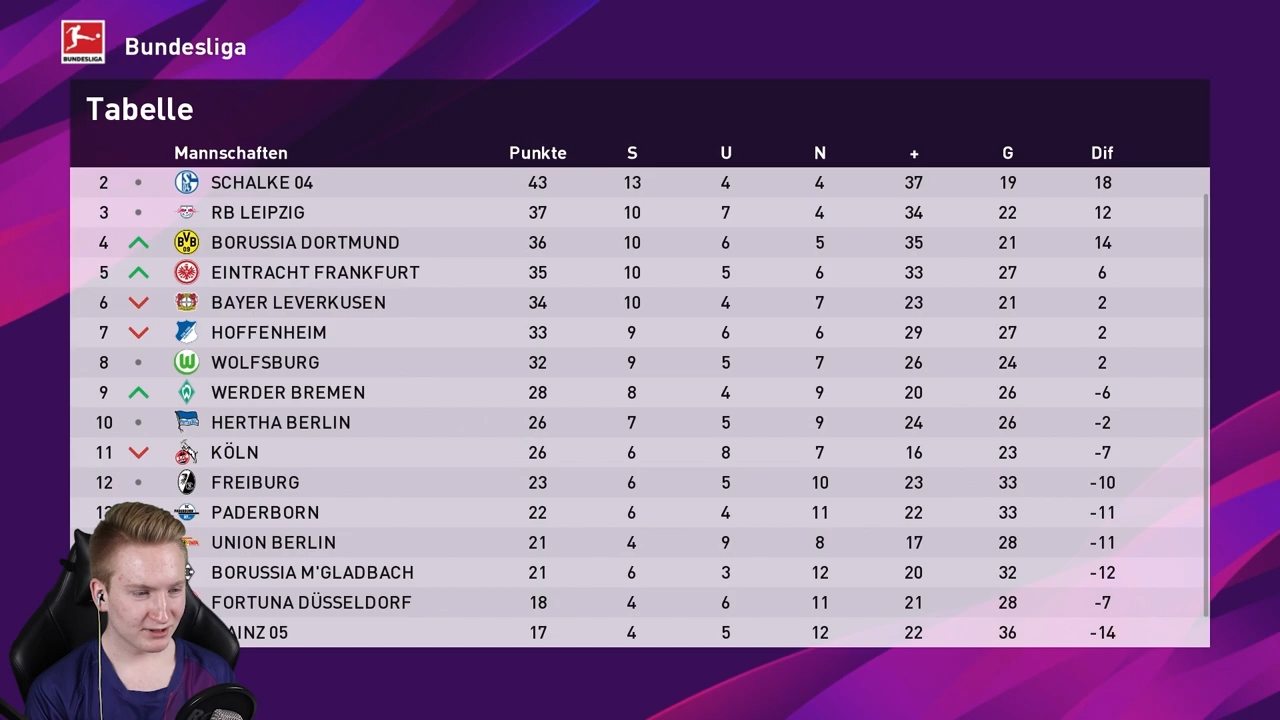 BUNDESLIGA
Bundesliga
Tabelle
Mannschaften Punkte S U N + G Dif
2 SCHALKE 04 43 13 4 4 37 19 18
3 RB LEIPZIG 37 10 7 4 34 22 12
4 BVB 09 BORUSSIA DORTMUND 36 10 6 5 35 21 14
5 EINTRACHT FRANKFURT 35 10 5 6 33 27 6
6 BAYER LEVERKUSEN 34 10 4 7 23 21 2
7 HOFFENHEIM 33 9 6 6 29 27 2
8 WOLFSBURG 32 9 5 7 26 24 2
9 WERDER BREMEN 28 8 4 9 20 26 -6
10 HERTHA BERLIN 26 7 5 9 24 26 -2
11 KÖLN 26 6 8 7 16 23 -7
12 FREIBURG 23 6 5 10 23 33 -10
13 PADERBORN 22 6 4 11 22 33 -11
UNION BERLIN 21 4 9 8 17 28 -11
BORUSSIA M'GLADBACH 21 6 3 12 20 32 -12
FORTUNA DÜSSELDORF 18 4 6 11 21 28 -7
AINZ 05 17 4 5 12 22 36 -14